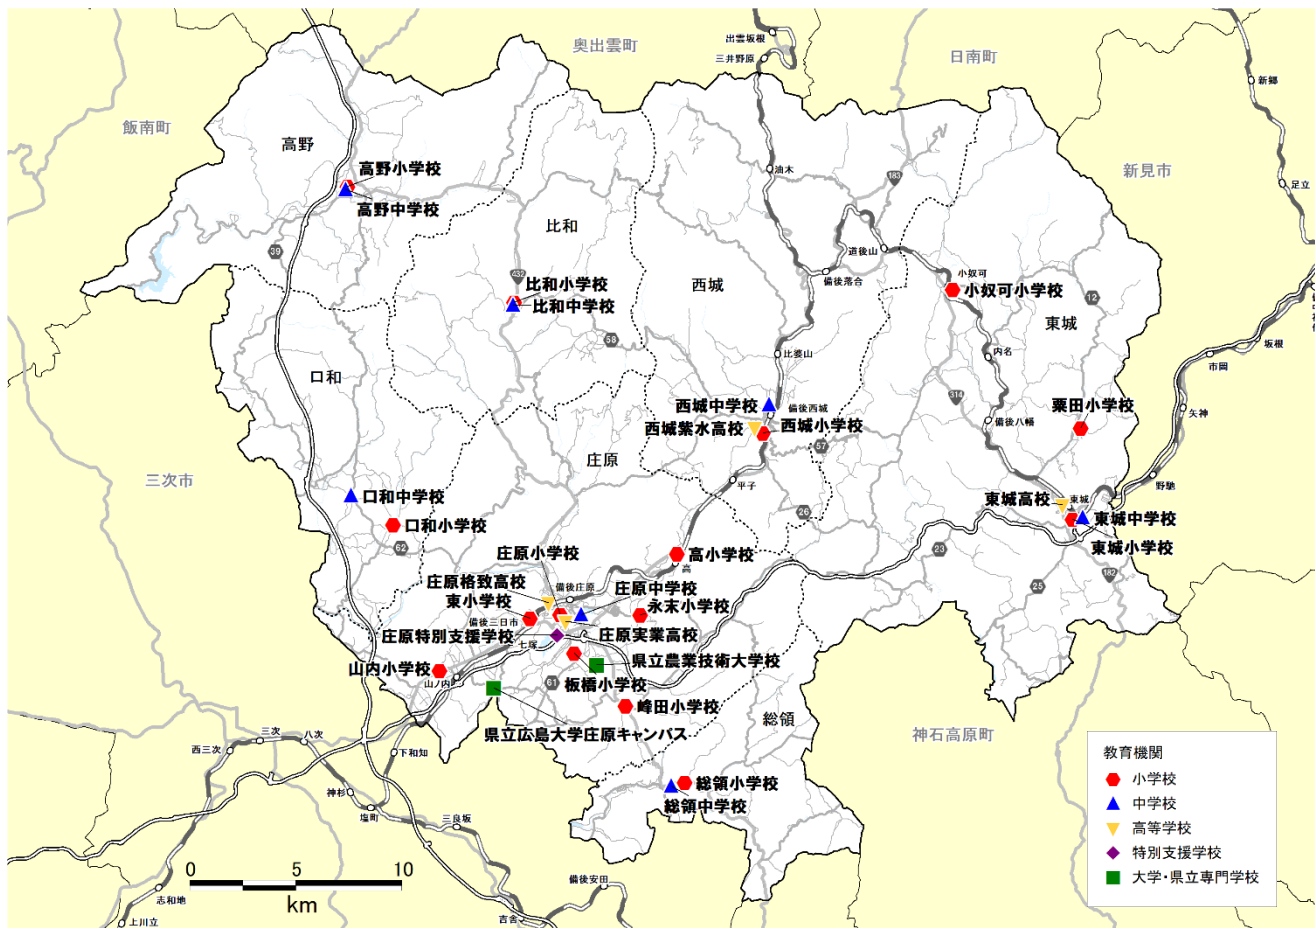 奥出雲町
出雲坂根
三井野原
日南町
新郷
飯南町
高野
高野小学校
高野中学校
油木
183
新見市
足立
比和
道後山
39
432
西城
備後落合
小奴可
小奴可小学校
12
比和小学校
比和中学校
東城
58
坂根
市岡
口和
比婆山
内名
314
矢神
西城中学校
備後西城
粟田小学校
西城紫水高校
西城小学校
備後八幡
57
庄原
三次市
平子
野馳
口和中学校
東城高校
東城
26
東城中学校
口和小学校
東城小学校
62
23
庄原小学校
高小学校
高
182
25
庄原格致高校
備後庄原
庄原中学校
東小学校
永末小学校
備後三日市
庄原特別支援学校
庄原実業高校
七塚
山内小学校
県立農業技術大学校
山ノ内
板橋小学校
61
峰田小学校
総領
県立広島大学庄原キャンパス
神石高原町
三次
八次
西三次
下和知
神杉
塩町
三良坂
総領小学校
総領中学校
教育機関
小学校
中学校
高等学校
特別支援学校
大学・県立専門学校
0
5
10
km
志和地
上川立
備後安田
吉舎